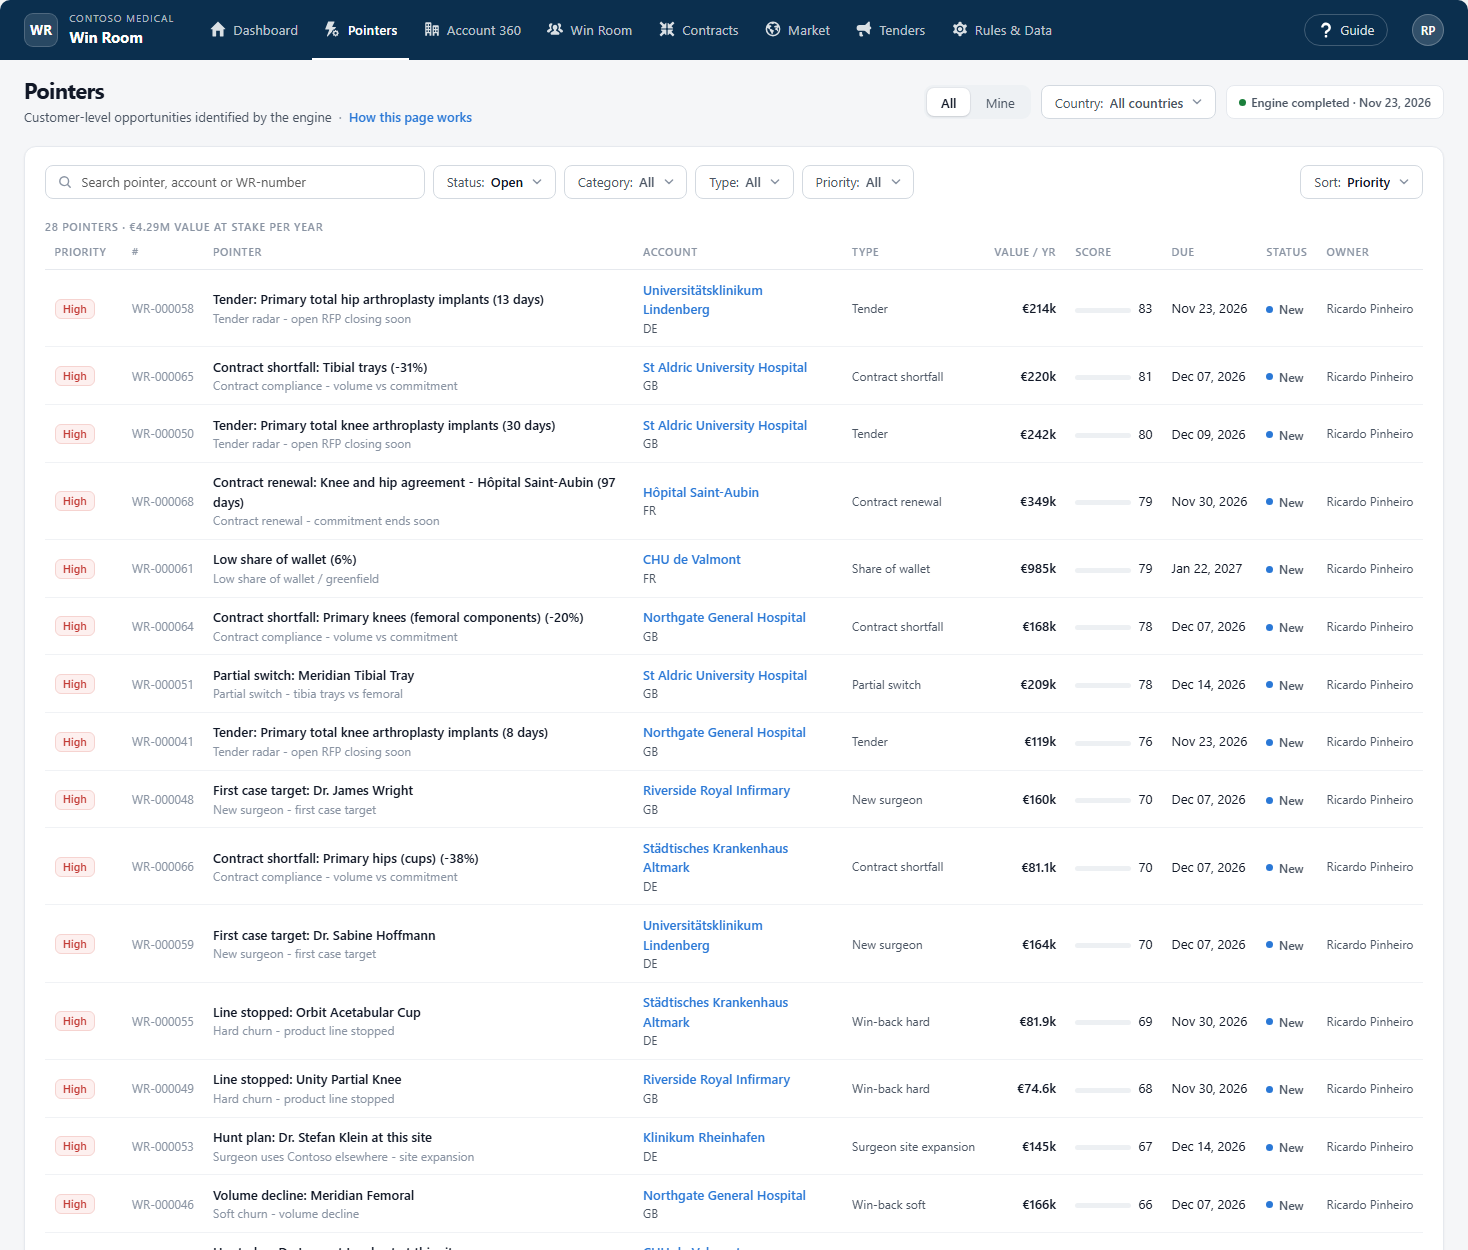 WR
CONTOSO MEDICAL
Win Room
Dashboard
Pointers
Account 360
Win Room
Contracts
Market
Tenders
Rules & Data
? Guide
RP
Pointers
Customer-level opportunities identified by the engine · How this page works
All
Mine
Country: All countries
Engine completed · Nov 23, 2026
Search pointer, account or WR-number
Status: Open
Category: All
Type: All
Priority: All
Sort: Priority
28 POINTERS · €4.29M VALUE AT STAKE PER YEAR
PRIORITY # POINTER ACCOUNT TYPE VALUE / YR SCORE DUE STATUS OWNER
High WR-000058 Tender: Primary total hip arthroplasty implants (13 days)
Tender radar - open RFP closing soon
Universitätsklinikum
Lindenberg
DE
Tender €214k 83 Nov 23, 2026 New Ricardo Pinheiro
High WR-000065 Contract shortfall: Tibial trays (-31%)
Contract compliance - volume vs commitment
St Aldric University Hospital
GB
Contract shortfall €220k 81 Dec 07, 2026 New Ricardo Pinheiro
High WR-000050 Tender: Primary total knee arthroplasty implants (30 days)
Tender radar - open RFP closing soon
St Aldric University Hospital
GB
Tender €242k 80 Dec 09, 2026 New Ricardo Pinheiro
High WR-000068 Contract renewal: Knee and hip agreement - Hôpital Saint-Aubin (97
days)
Contract renewal - commitment ends soon
Hôpital Saint-Aubin
FR
Contract renewal €349k 79 Nov 30, 2026 New Ricardo Pinheiro
High WR-000061 Low share of wallet (6%)
Low share of wallet / greenfield
CHU de Valmont
FR
Share of wallet €985k 79 Jan 22, 2027 New Ricardo Pinheiro
High WR-000064 Contract shortfall: Primary knees (femoral components) (-20%)
Contract compliance - volume vs commitment
Northgate General Hospital
GB
Contract shortfall €168k 78 Dec 07, 2026 New Ricardo Pinheiro
High WR-000051 Partial switch: Meridian Tibial Tray
Partial switch - tibia trays vs femoral
St Aldric University Hospital
GB
Partial switch €209k 78 Dec 14, 2026 New Ricardo Pinheiro
High WR-000041 Tender: Primary total knee arthroplasty implants (8 days)
Tender radar - open RFP closing soon
Northgate General Hospital
GB
Tender €119k 76 Nov 23, 2026 New Ricardo Pinheiro
High WR-000048 First case target: Dr. James Wright
New surgeon - first case target
Riverside Royal Infirmary
GB
New surgeon €160k 70 Dec 07, 2026 New Ricardo Pinheiro
High WR-000066 Contract shortfall: Primary hips (cups) (-38%)
Contract compliance - volume vs commitment
Städtisches Krankenhaus
Altmark
DE
Contract shortfall €81.1k 70 Dec 07, 2026 New Ricardo Pinheiro
High WR-000059 First case target: Dr. Sabine Hoffmann
New surgeon - first case target
Universitätsklinikum
Lindenberg
DE
New surgeon €164k 70 Dec 07, 2026 New Ricardo Pinheiro
High WR-000055 Line stopped: Orbit Acetabular Cup
Hard churn - product line stopped
Städtisches Krankenhaus
Altmark
DE
Win-back hard €81.9k 69 Nov 30, 2026 New Ricardo Pinheiro
High WR-000049 Line stopped: Unity Partial Knee
Hard churn - product line stopped
Riverside Royal Infirmary
GB
Win-back hard €74.6k 68 Nov 30, 2026 New Ricardo Pinheiro
High WR-000053 Hunt plan: Dr. Stefan Klein at this site
Surgeon uses Contoso elsewhere - site expansion
Klinikum Rheinhafen
DE
Surgeon site expansion €145k 67 Dec 14, 2026 New Ricardo Pinheiro
High WR-000046 Volume decline: Meridian Femoral
Soft churn - volume decline
Northgate General Hospital
GB
Win-back soft €166k 66 Dec 07, 2026 New Ricardo Pinheiro